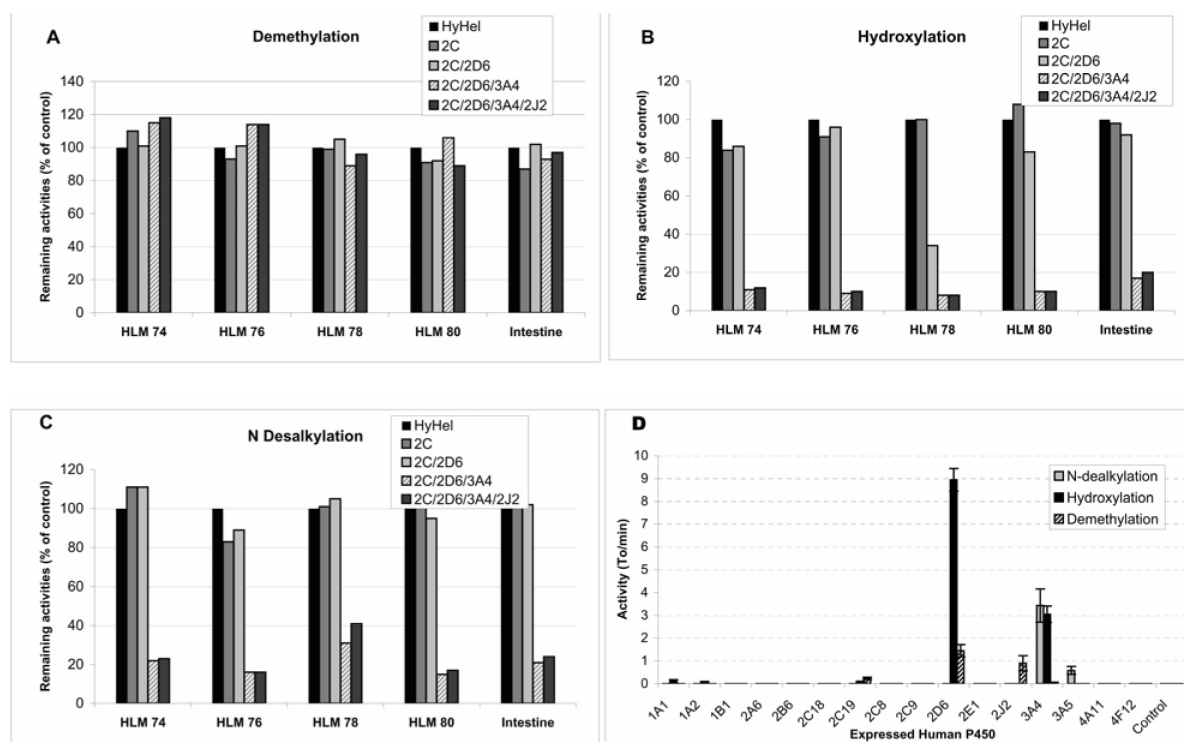 A
Demethylation
HyHel
2C
2C/2D6
2C/2D6/3A4
2C/2D6/3A4/2J2
Remaining activities (% of control)
140
120
100
80
60
40
20
0
HLM 74 HLM 76 HLM 78 HLM 80 Intestine
B
Hydroxylation
HyHel
2C
2C/2D6
2C/2D6/3A4
2C/2D6/3A4/2J2
Remaining activities (% of control)
100
80
60
40
20
0
HLM 74 HLM 76 HLM 78 HLM 80 Intestine
C
N Desalkylation
HyHel
2C
2C/2D6
2C/2D6/3A4
2C/2D6/3A4/2J2
Remaining activities (% of control)
120
100
80
60
40
20
0
HLM 74 HLM 76 HLM 78 HLM 80 Intestine
D
N-dealkylation
Hydroxylation
Demethylation
Activity (To/min)
10
9
8
7
6
5
4
3
2
1
0
1A1 1A2 1B1 2A6 2B6 2C18 2C19 2C8 2C9 2D6 2E1 2J2 3A4 3A5 4A11 4F12 Control
Expressed Human P450